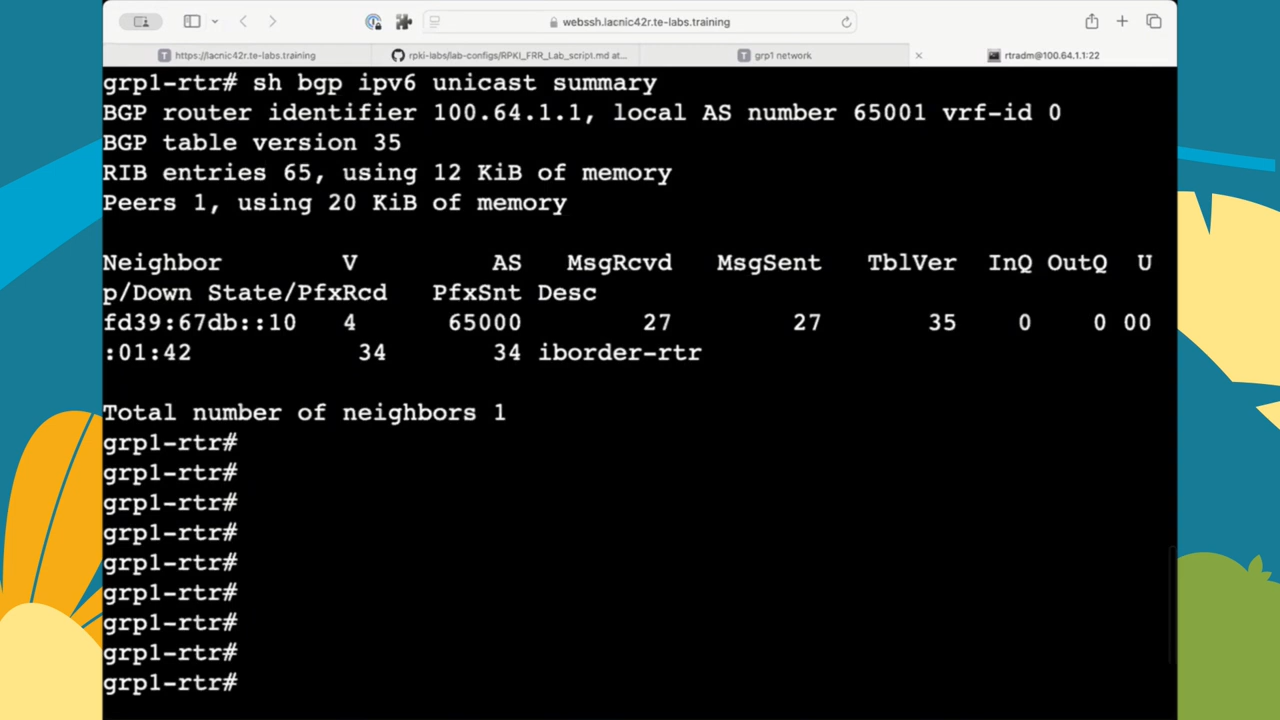 webssh.lacnic42r.te-labs.training
https://lacnic42r.te-labs.training
rpki-labs/lab-configs/RPKI_FRR_Lab_script.md at...
grp1 network
rtradm@100.64.1.1:22
grp1-rtr# sh bgp ipv6 unicast summary
BGP router identifier 100.64.1.1, local AS number 65001 vrf-id 0
BGP table version 35
RIB entries 65, using 12 KiB of memory
Peers 1, using 20 KiB of memory
Neighbor V AS MsgRcvd MsgSent TblVer InQ OutQ U
p/Down State/PfxRcd PfxSnt Desc
fd39:67db::10 4 65000 27 27 35 0 0 00
:01:42 34 34 iborder-rtr
Total number of neighbors 1
grp1-rtr#
grp1-rtr#
grp1-rtr#
grp1-rtr#
grp1-rtr#
grp1-rtr#
grp1-rtr#
grp1-rtr#
grp1-rtr#